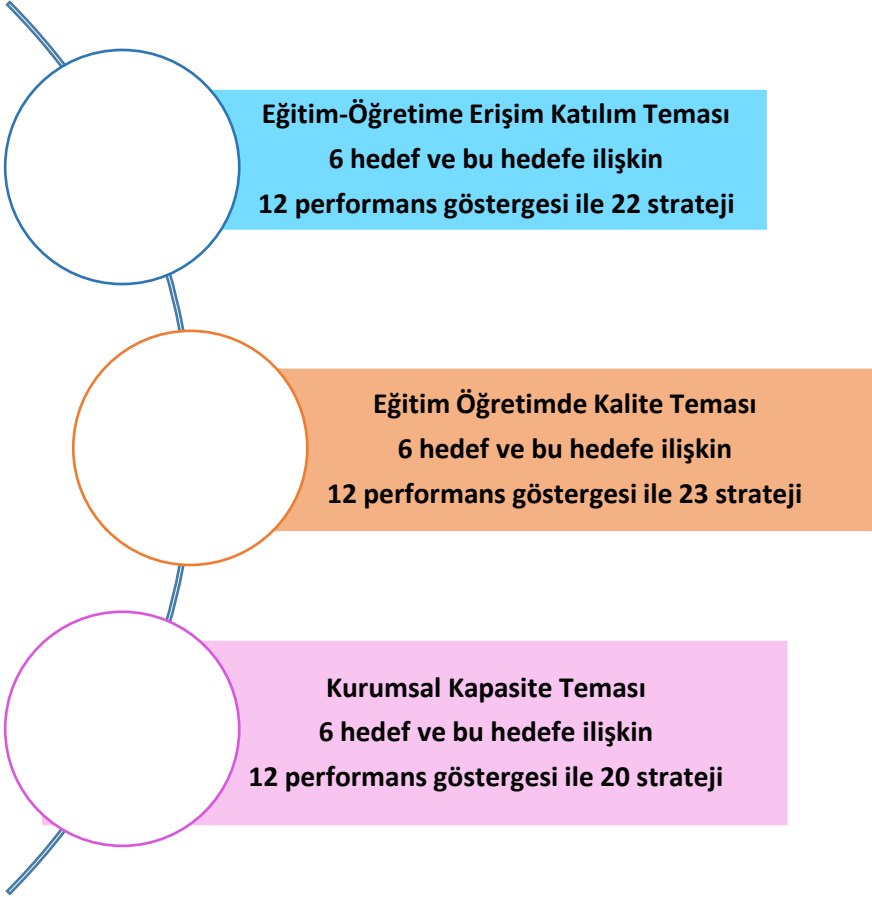 Eğitim-Öğretime Erişim Katılım Teması
6 hedef ve bu hedefe ilişkin
12 performans göstergesi ile 22 strateji
Eğitim Öğretimde Kalite Teması
6 hedef ve bu hedefe ilişkin
12 performans göstergesi ile 23 strateji
Kurumsal Kapasite Teması
6 hedef ve bu hedefe ilişkin
12 performans göstergesi ile 20 strateji